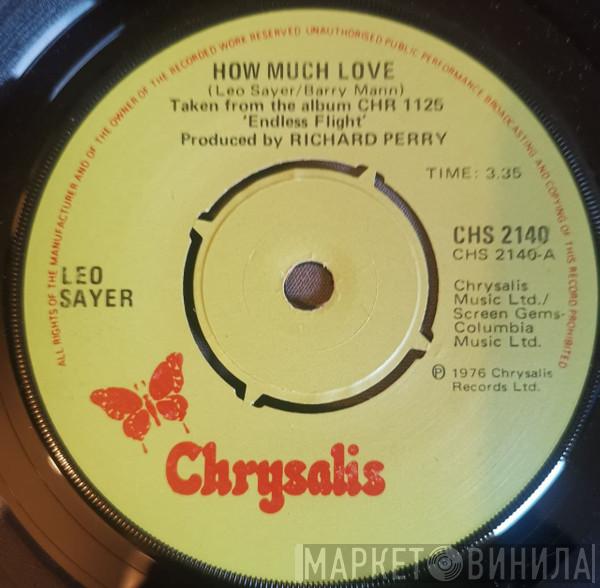 ALL RIGHTS OF THE MANUFACTURER AND OF THE OWNER OF THE RECORDED WORK RESERVED UNAUTHORISED PUBLIC PERFORMANCE BROADCASTING AND COPYING OF THIS RECORD PROHIBITED
HOW MUCH LOVE
(Leo Sayer/Barry Mann)
Taken from the album CHR 1125
'Endless Flight'
Produced by RICHARD PERRY
TIME: 3.35
CHS 2140
CHS 2140-A
LEO
SAYER
Chrysalis
Music Ltd./
Screen Gems-
Columbia
Music Ltd.
℗ 1976 Chrysalis
Records Ltd.
Chrysalis
МАРКЕТ ВИНИЛА